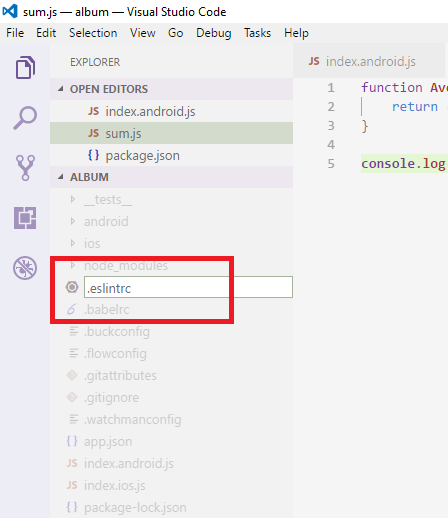 sum.js — album — Visual Studio Code
File Edit Selection View Go Debug Tasks Help
EXPLORER
OPEN EDITORS
JS index.android.js
JS sum.js
{ } package.json
ALBUM
__tests__
android
ios
node_modules
.eslintrc
.babelrc
.buckconfig
.flowconfig
.gitattributes
.gitignore
.watchmanconfig
{ } app.json
JS index.android.js
JS index.ios.js
{ } package-lock.json
JS index.android.js
1 function Ave
2 return
3 }
4
5 console.log